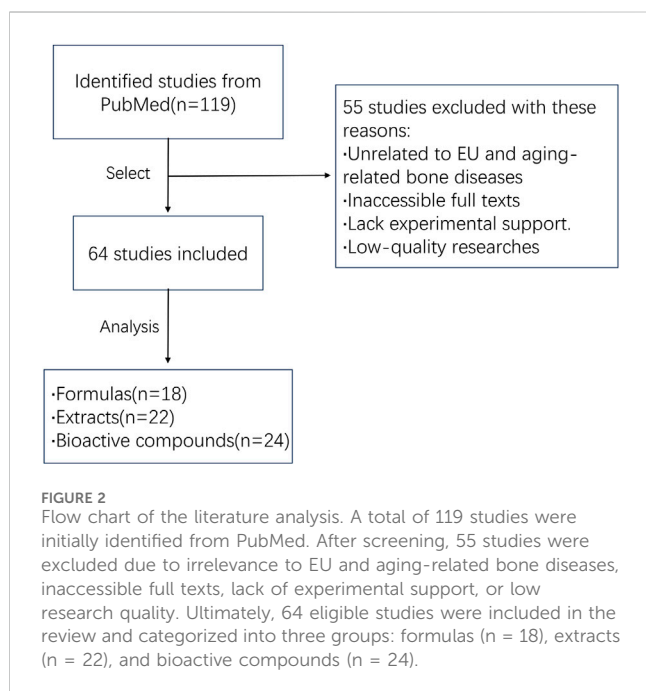 Identified studies from
PubMed(n=119)
55 studies excluded with these
reasons:
·Unrelated to EU and aging-
related bone diseases
·Inaccessible full texts
·Lack experimental support.
·Low-quality researches
Select
64 studies included
Analysis
·Formulas(n=18)
·Extracts(n=22)
·Bioactive compounds(n=24)
FIGURE 2
Flow chart of the literature analysis. A total of 119 studies were
initially identified from PubMed. After screening, 55 studies were
excluded due to irrelevance to EU and aging-related bone diseases,
inaccessible full texts, lack of experimental support, or low
research quality. Ultimately, 64 eligible studies were included in the
review and categorized into three groups: formulas (n = 18), extracts
(n = 22), and bioactive compounds (n = 24).